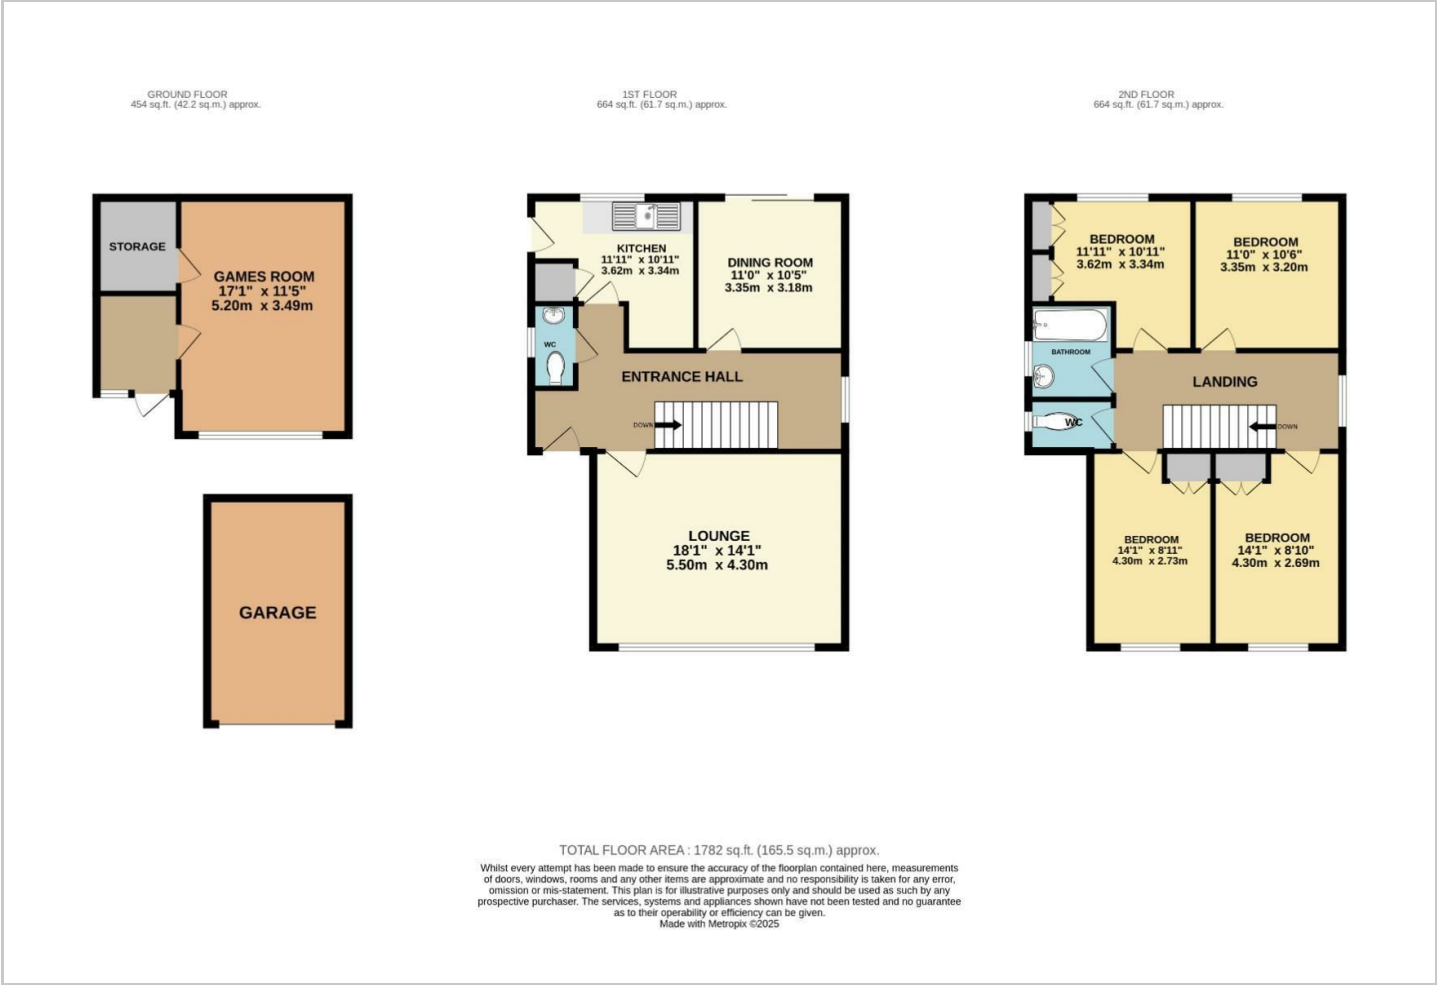 GROUND FLOOR
454 sq.ft. (42.2 sq.m.) approx.
1ST FLOOR
664 sq.ft. (61.7 sq.m.) approx.
2ND FLOOR
664 sq.ft. (61.7 sq.m.) approx.
STORAGE
GAMES ROOM
17'1" x 11'5"
5.20m x 3.49m
GARAGE
KITCHEN
11'11" x 10'11"
3.62m x 3.34m
DINING ROOM
11'0" x 10'5"
3.35m x 3.18m
WC
ENTRANCE HALL
DOWN
LOUNGE
18'1" x 14'1"
5.50m x 4.30m
BEDROOM
11'11" x 10'11"
3.62m x 3.34m
BEDROOM
11'0" x 10'6"
3.35m x 3.20m
BATHROOM
LANDING
WC
DOWN
BEDROOM
14'1" x 8'11"
4.30m x 2.73m
BEDROOM
14'1" x 8'10"
4.30m x 2.69m
TOTAL FLOOR AREA : 1782 sq.ft. (165.5 sq.m.) approx.
Whilst every attempt has been made to ensure the accuracy of the floorplan contained here, measurements
of doors, windows, rooms and any other items are approximate and no responsibility is taken for any error,
omission or mis-statement. This plan is for illustrative purposes only and should be used as such by any
prospective purchaser. The services, systems and appliances shown have not been tested and no guarantee
as to their operability or efficiency can be given.
Made with Metropix ©2025